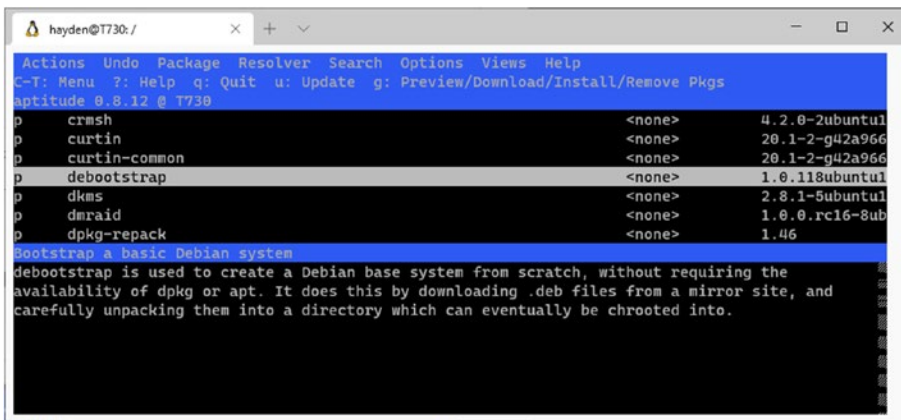 hayden@T730: /
Actions Undo Package Resolver Search Options Views Help
C-T: Menu ?: Help q: Quit u: Update g: Preview/Download/Install/Remove Pkgs
aptitude 0.8.12 @ T730
p crmsh <none> 4.2.0-2ubuntu1
p curtin <none> 20.1-2-g42a966
p curtin-common <none> 20.1-2-g42a966
p debootstrap <none> 1.0.118ubuntu1
p dkms <none> 2.8.1-5ubuntu1
p dmraid <none> 1.0.0.rc16-8ub
p dpkg-repack <none> 1.46
Bootstrap a basic Debian system
debootstrap is used to create a Debian base system from scratch, without requiring the
availability of dpkg or apt. It does this by downloading .deb files from a mirror site, and
carefully unpacking them into a directory which can eventually be chrooted into.